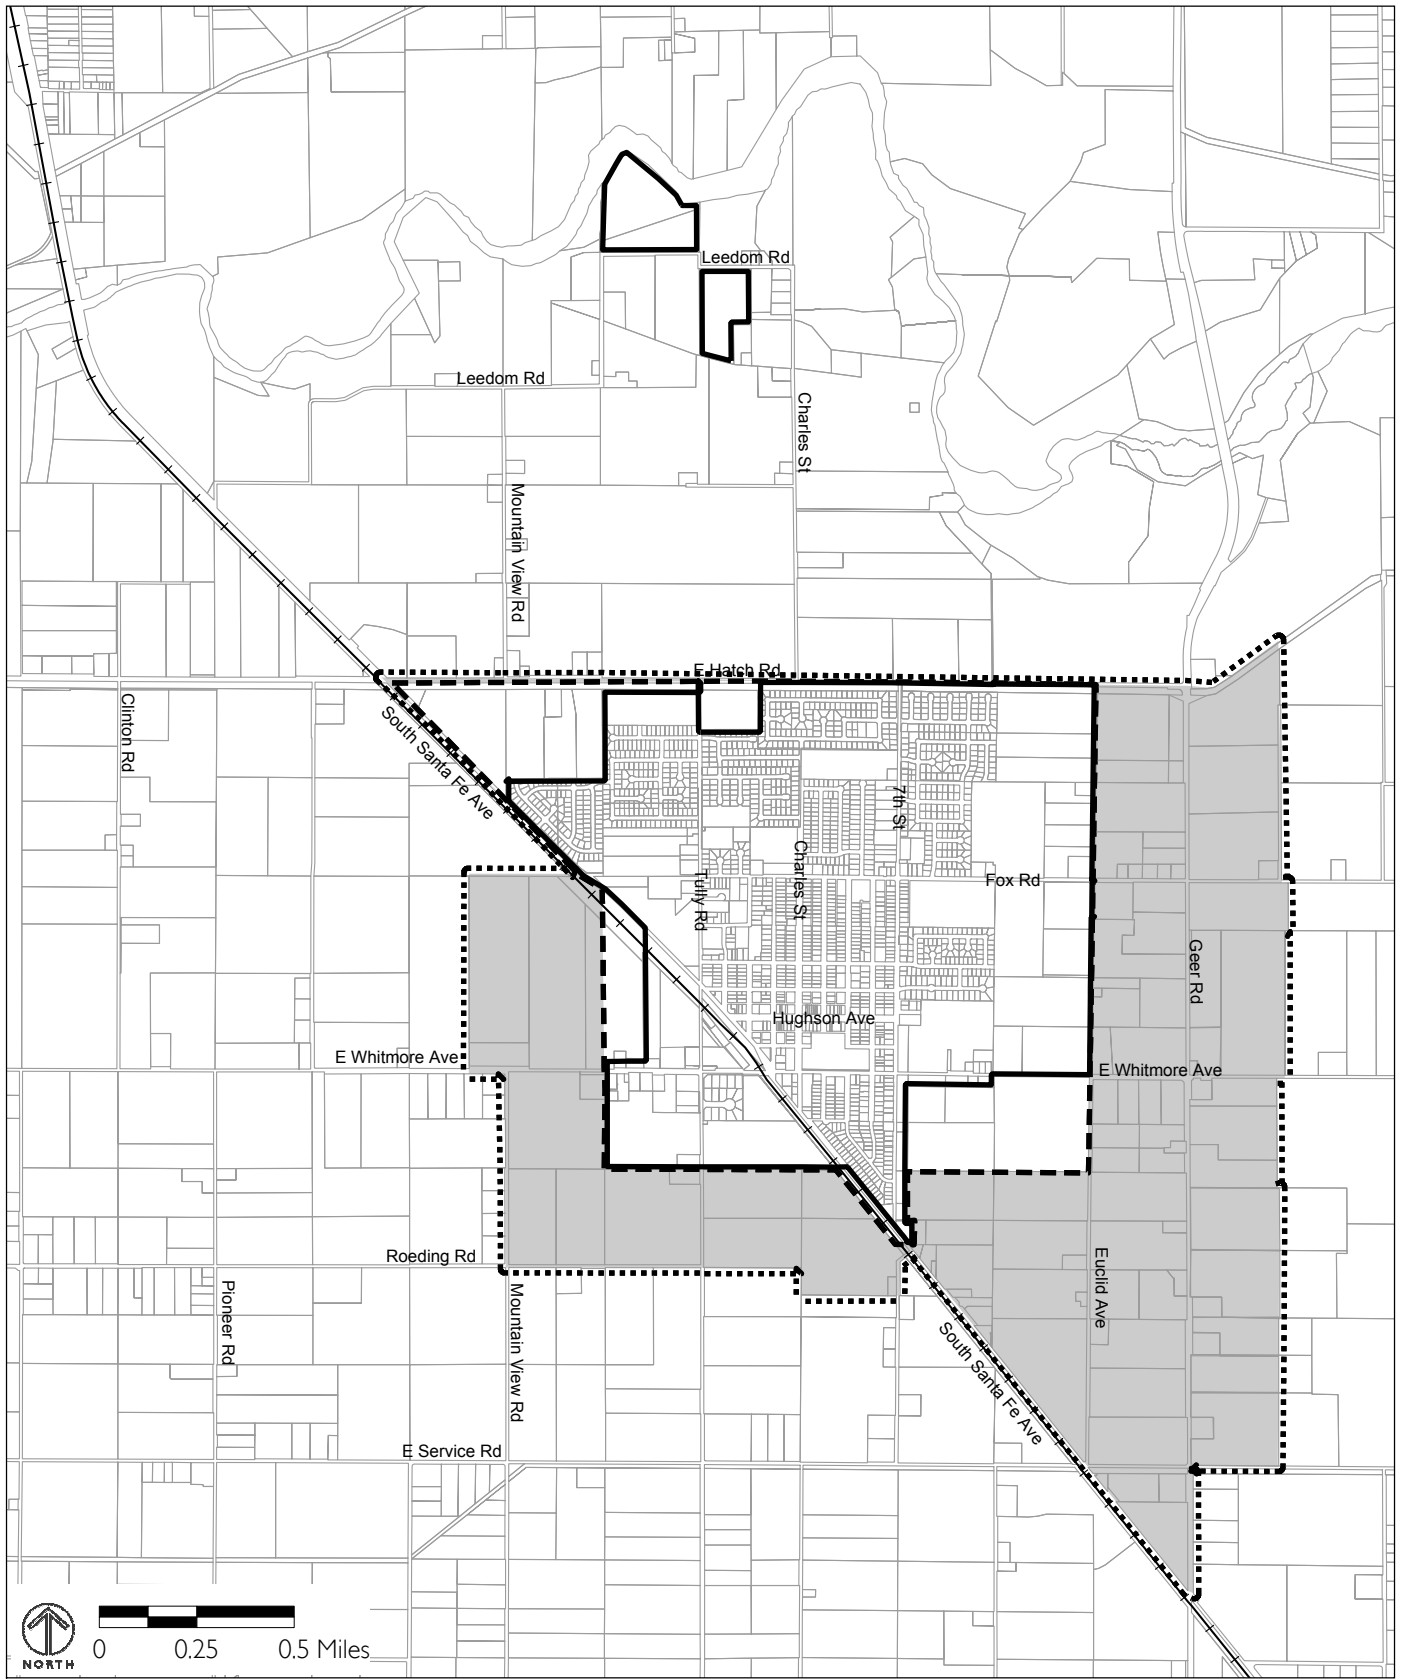 Leedom Rd
Leedom Rd
Charles St
Mountain View Rd
E Hatch Rd
Clinton Rd
South Santa Fe Ave
7th St
Charles St
Tully Rd
Fox Rd
Geer Rd
Hughson Ave
E Whitmore Ave
E Whitmore Ave
Roeding Rd
Euclid Ave
Pioneer Rd
Mountain View Rd
South Santa Fe Ave
E Service Rd
NORTH
0 0.25 0.5 Miles